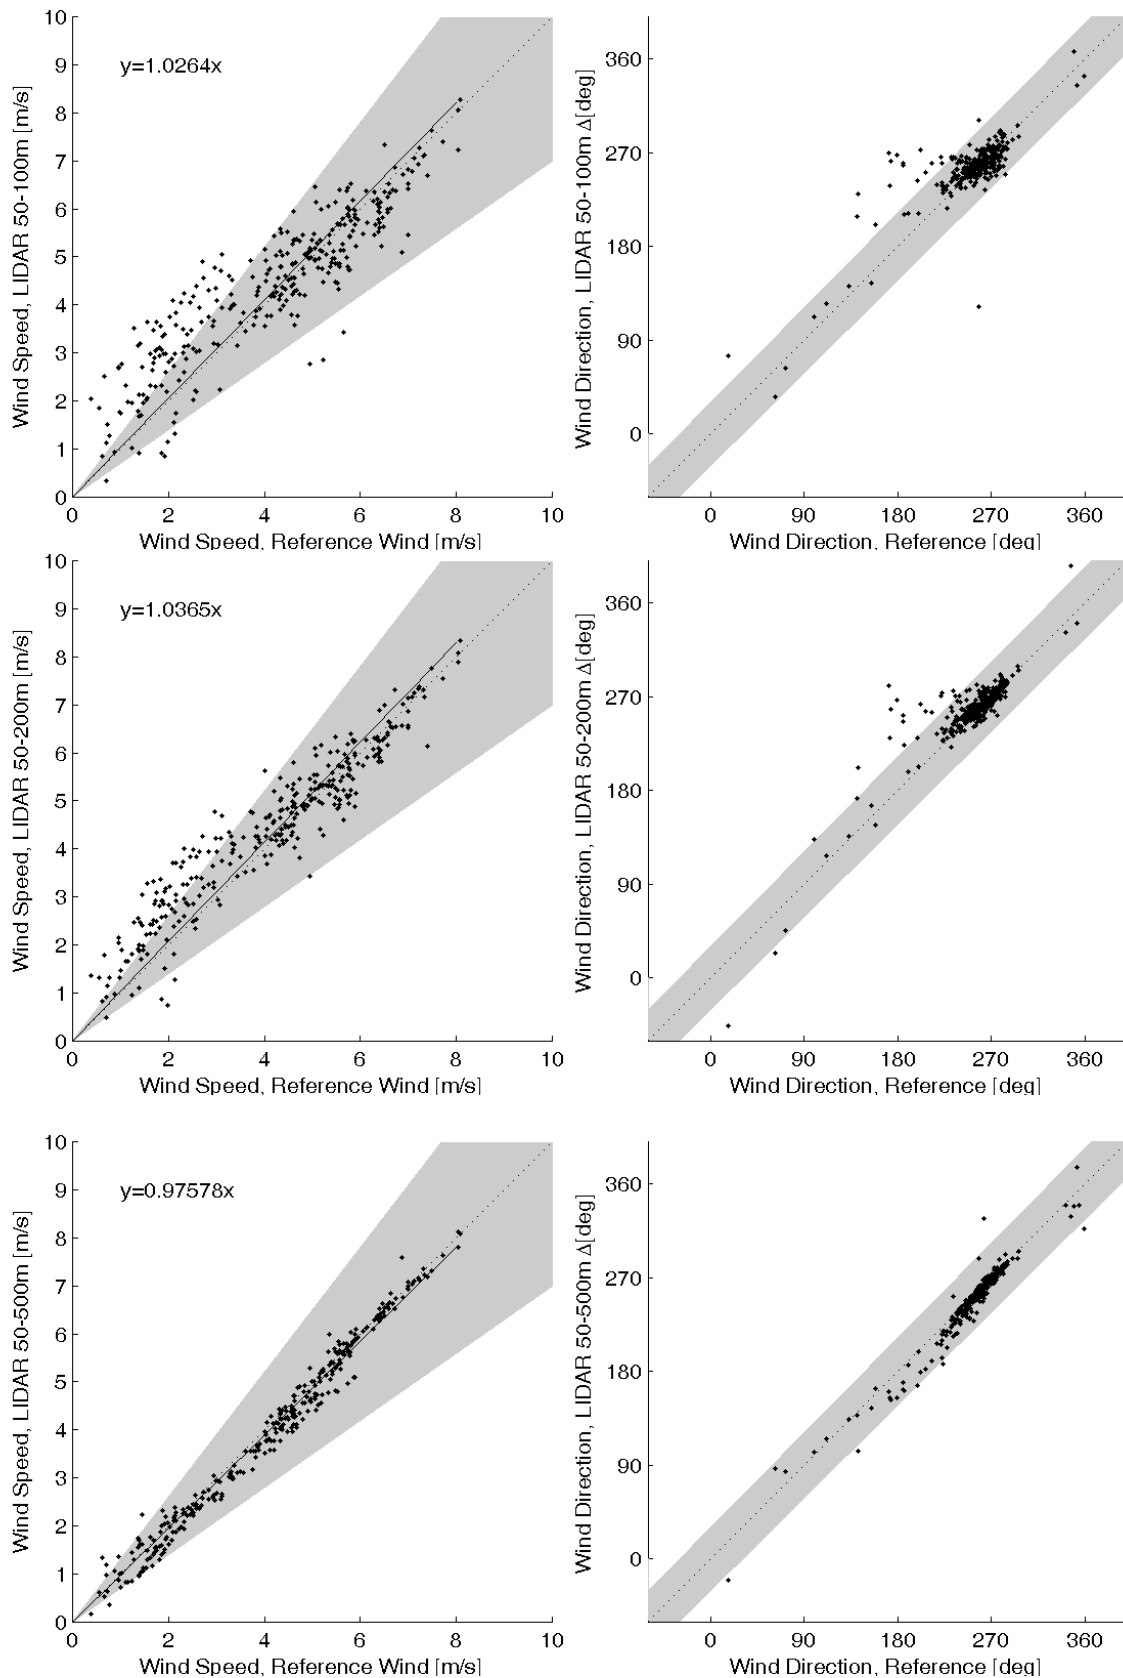 y=1.0264x
Wind Speed, LIDAR 50-100m [m/s]
10
9
8
7
6
5
4
3
2
1
0
0 2 4 6 8 10
Wind Speed, Reference Wind [m/s]
Wind Direction, LIDAR 50-100m Δ[deg]
360
270
180
90
0
0 90 180 270 360
Wind Direction, Reference [deg]
y=1.0365x
Wind Speed, LIDAR 50-200m [m/s]
10
9
8
7
6
5
4
3
2
1
0
0 2 4 6 8 10
Wind Speed, Reference Wind [m/s]
Wind Direction, LIDAR 50-200m Δ[deg]
360
270
180
90
0
0 90 180 270 360
Wind Direction, Reference [deg]
y=0.97578x
Wind Speed, LIDAR 50-500m [m/s]
10
9
8
7
6
5
4
3
2
1
0
0 2 4 6 8 10
Wind Speed, Reference Wind [m/s]
Wind Direction, LIDAR 50-500m Δ[deg]
360
270
180
90
0
0 90 180 270 360
Wind Direction, Reference [deg]